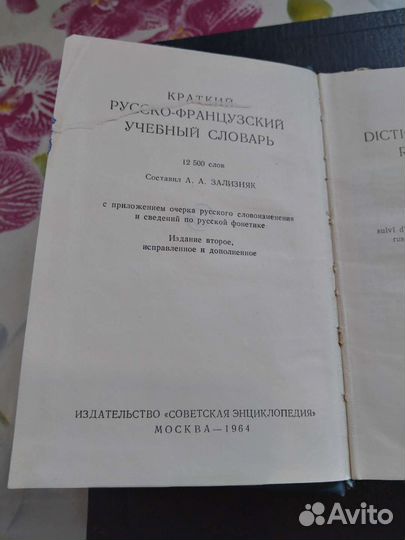 КРАТКИЙ
РУССКО-ФРАНЦУЗСКИЙ
УЧЕБНЫЙ СЛОВАРЬ
12 500 слов
Составил А. А. ЗАЛИЗНЯК
с приложением очерка русского словоизменения
и сведений по русской фонетике
Издание второе,
исправленное и дополненное
ИЗДАТЕЛЬСТВО «СОВЕТСКАЯ ЭНЦИКЛОПЕДИЯ»
МОСКВА — 1964
DICTI
R
suivi d'
rus
Avito